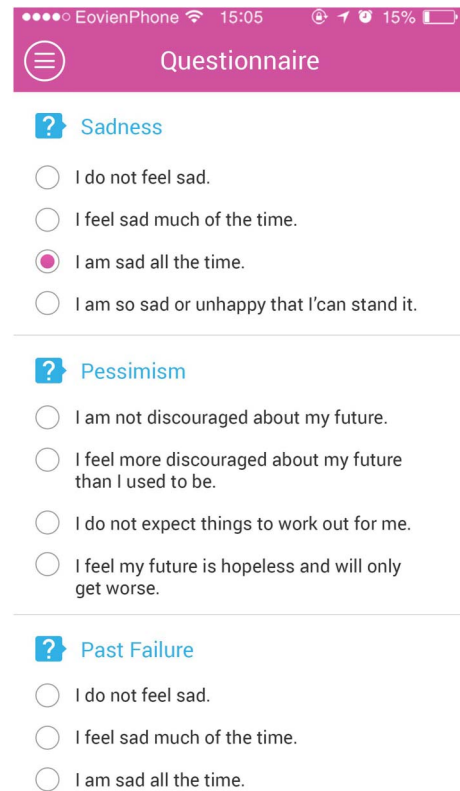 EovienPhone 15:05 15%
Questionnaire
? Sadness
I do not feel sad.
I feel sad much of the time.
I am sad all the time.
I am so sad or unhappy that I'can stand it.
? Pessimism
I am not discouraged about my future.
I feel more discouraged about my future
than I used to be.
I do not expect things to work out for me.
I feel my future is hopeless and will only
get worse.
? Past Failure
I do not feel sad.
I feel sad much of the time.
I am sad all the time.